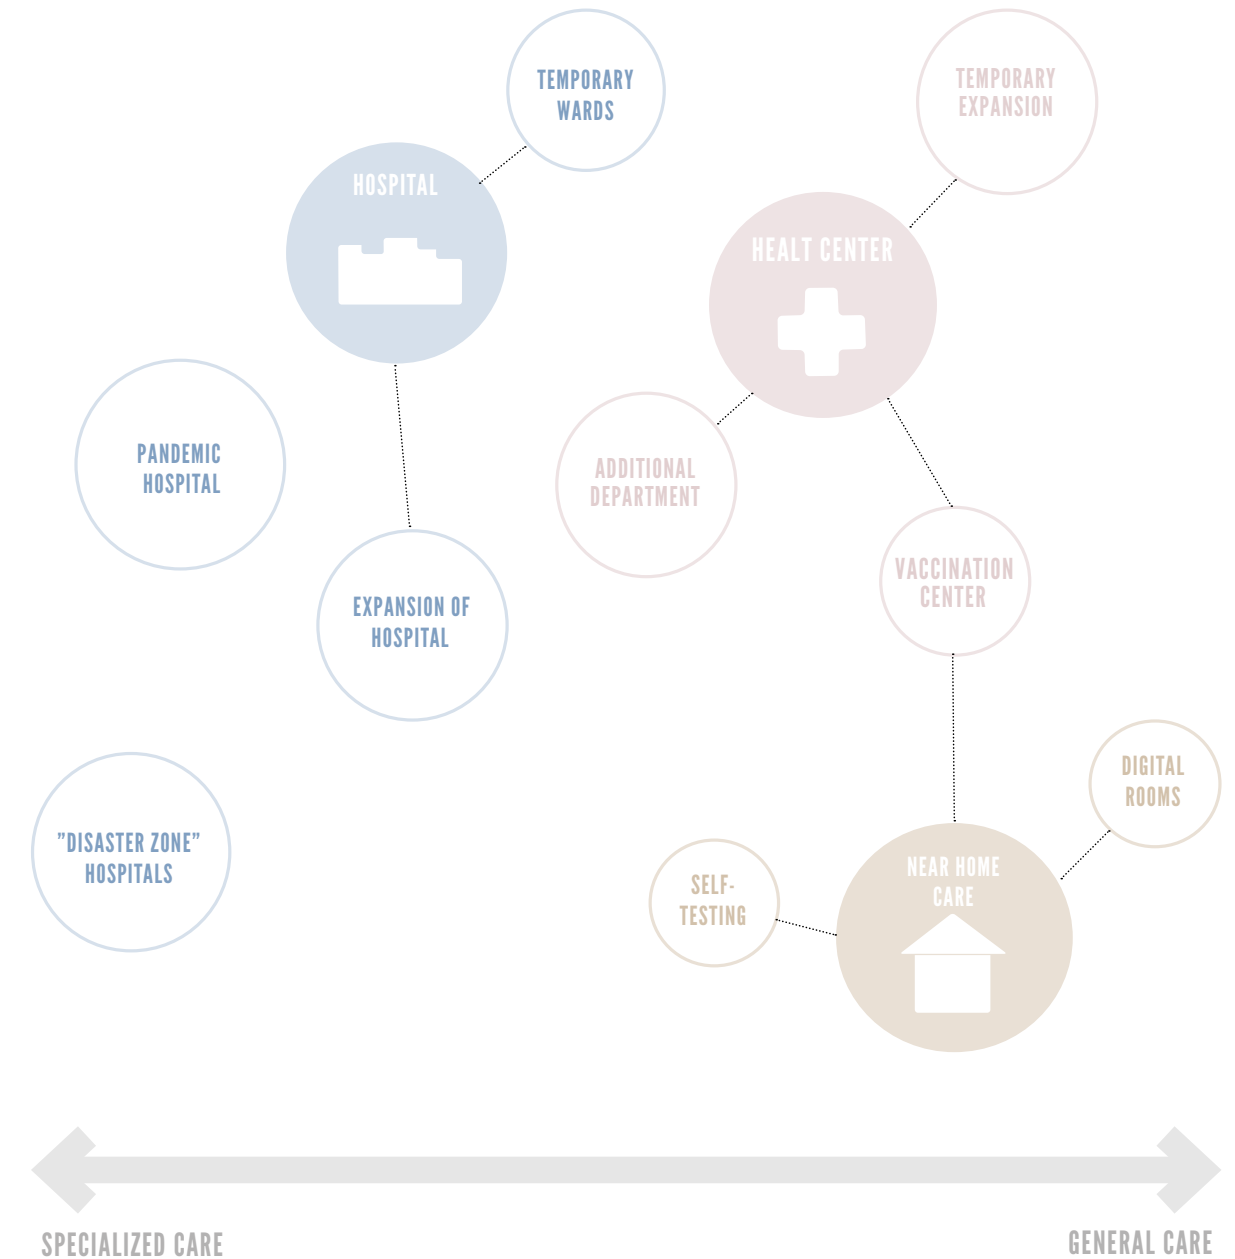 TEMPORARY
WARDS
TEMPORARY
EXPANSION
HOSPITAL
HEALT CENTER
PANDEMIC
HOSPITAL
ADDITIONAL
DEPARTMENT
VACCINATION
CENTER
EXPANSION OF
HOSPITAL
DIGITAL
ROOMS
”DISASTER ZONE”
HOSPITALS
SELF-
TESTING
NEAR HOME
CARE
SPECIALIZED CARE
GENERAL CARE